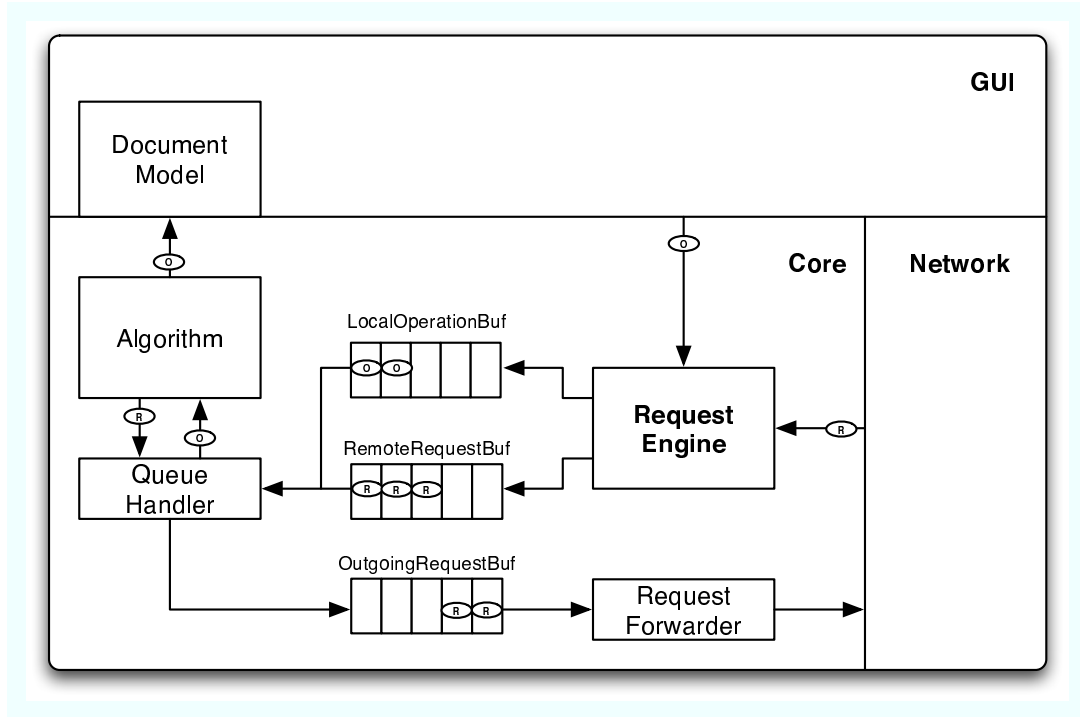 GUI
Document
Model
O
O
Core
Network
Algorithm
LocalOperationBuf
O O
Request
Engine
R
R
O
RemoteRequestBuf
Queue
Handler
R R R
OutgoingRequestBuf
R R
Request
Forwarder